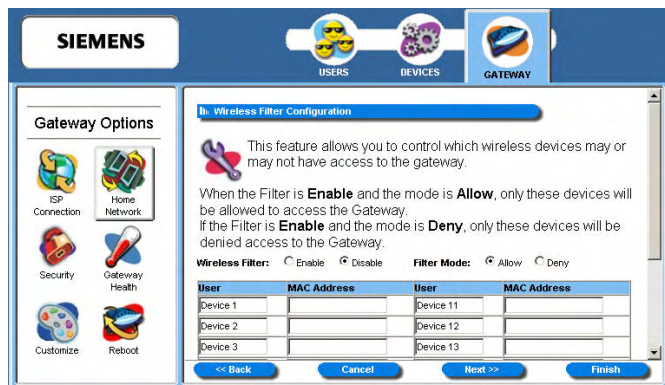 SIEMENS
USERS
DEVICES
GATEWAY
Gateway Options
ISP
Connection
Home
Network
Security
Gateway
Health
Customize
Reboot
Wireless Filter Configuration
This feature allows you to control which wireless devices may or
may not have access to the gateway.
When the Filter is Enable and the mode is Allow, only these devices will
be allowed to access the Gateway.
If the Filter is Enable and the mode is Deny, only these devices will be
denied access to the Gateway.
Wireless Filter: Enable Disable Filter Mode: Allow Deny
User MAC Address User MAC Address
Device 1 Device 11
Device 2 Device 12
Device 3 Device 13
<< Back Cancel Next >> Finish